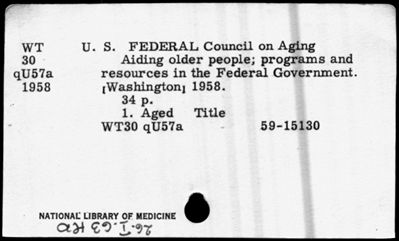 WT U. S. FEDERAL Council on Aging
30 Aiding older people; programs and
qU57a resources in the Federal Government.
1958 [Washington] 1958.
34 p.
1. Aged Title
WT30 qU57a 59-15130
NATIONAL LIBRARY OF MEDICINE